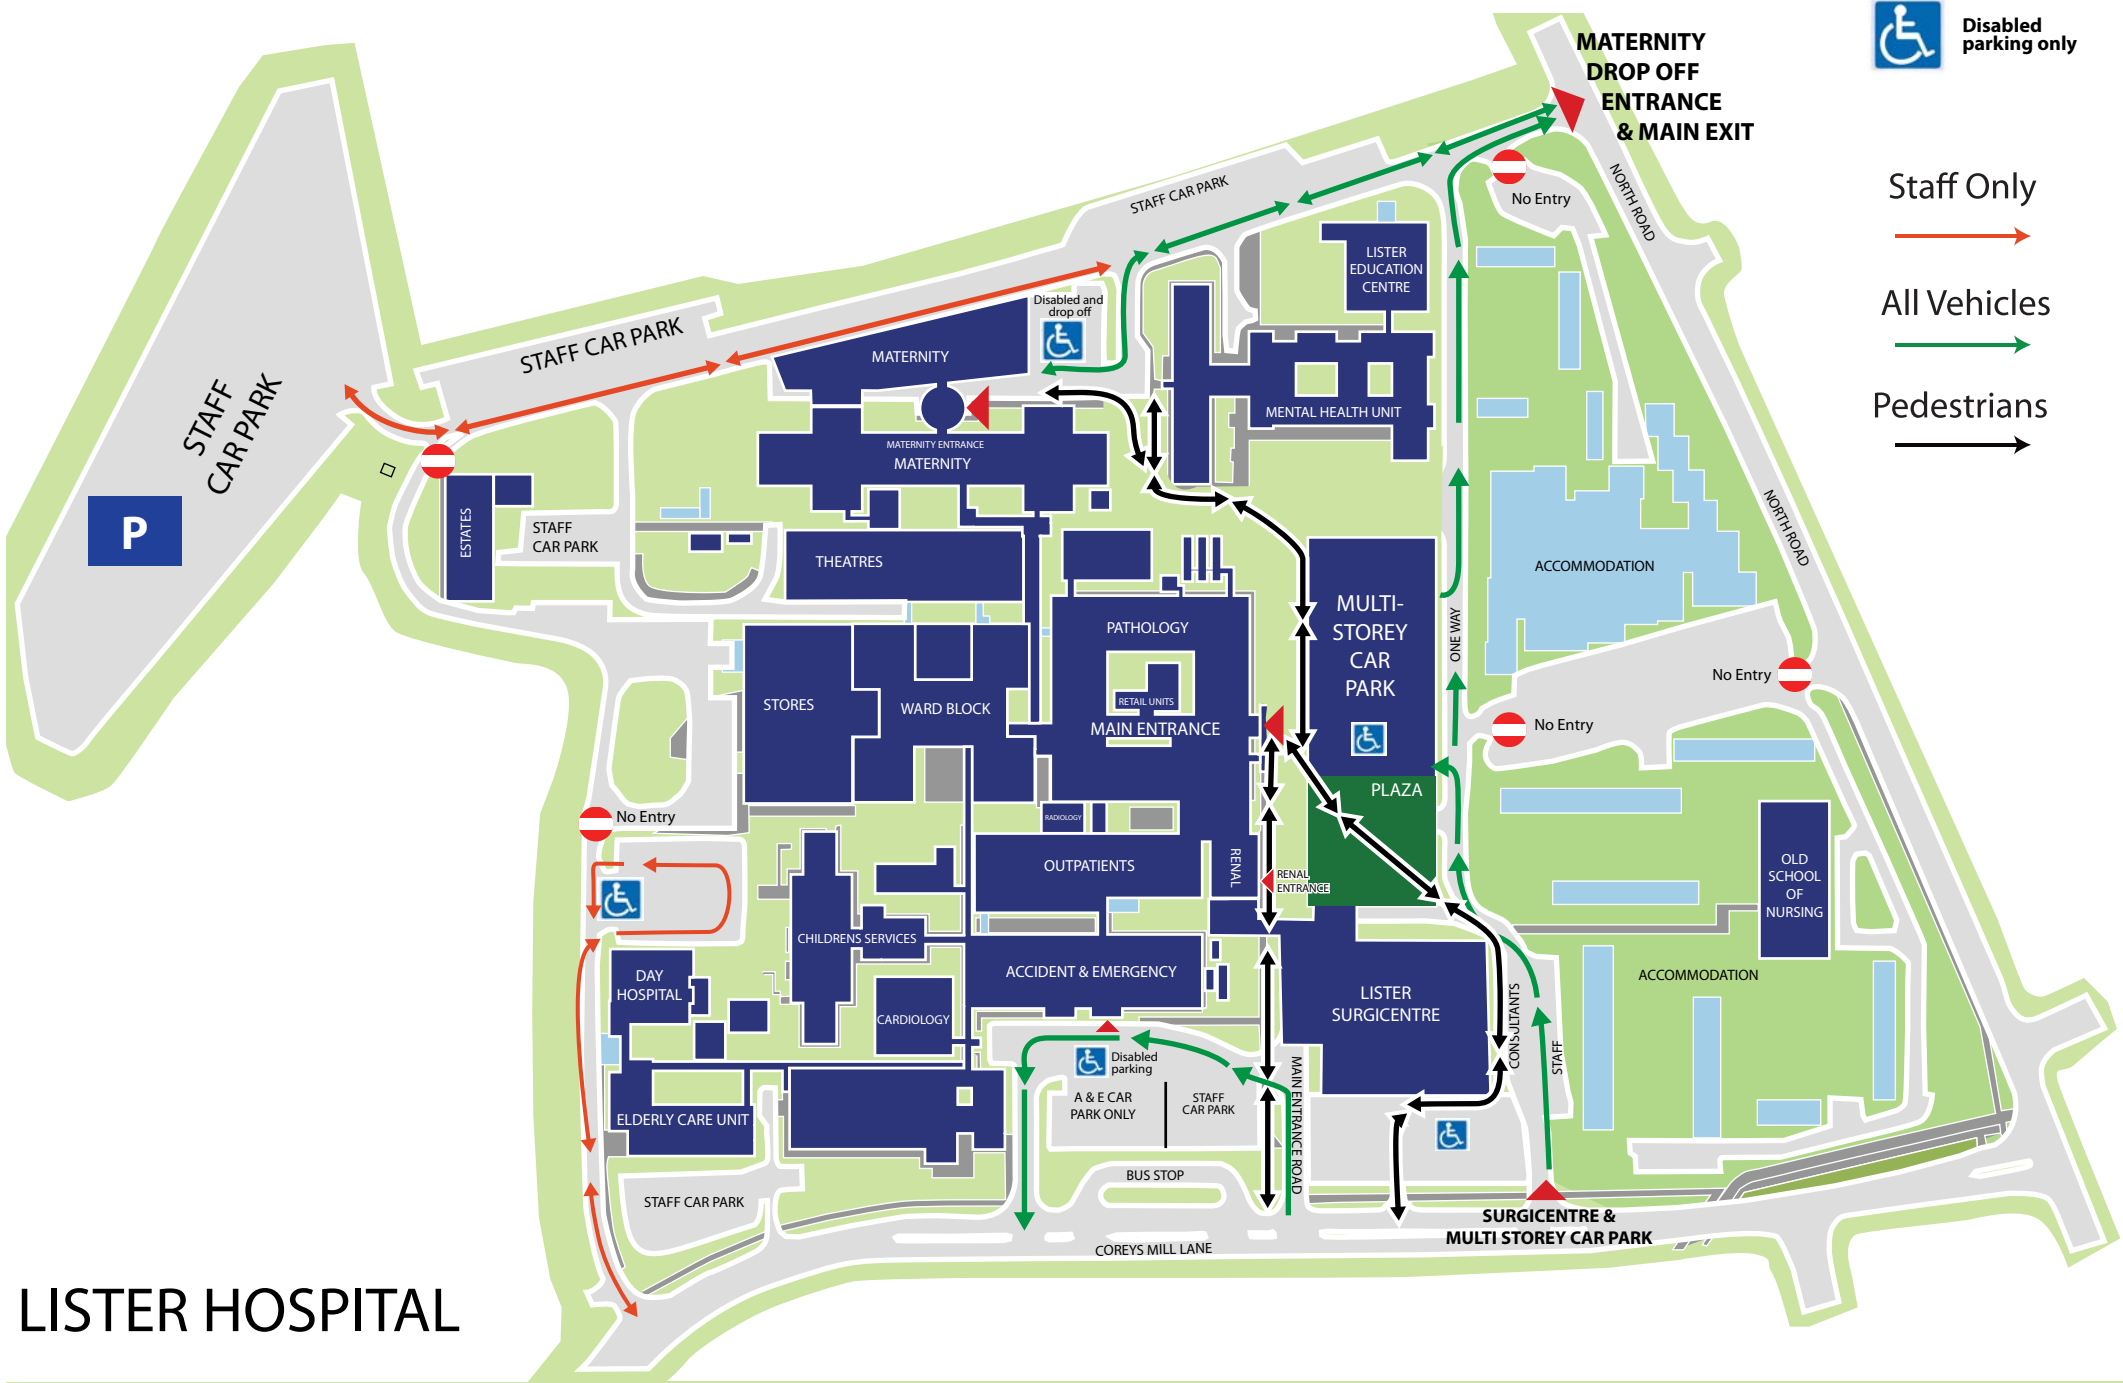 Disabled
parking only
MATERNITY
DROP OFF
ENTRANCE
& MAIN EXIT
Staff Only
All Vehicles
Pedestrians
No Entry
NORTH ROAD
STAFF CAR PARK
LISTER
EDUCATION
CENTRE
Disabled and
drop off
STAFF CAR PARK
MATERNITY
STAFF
CAR PARK
MENTAL HEALTH UNIT
MATERNITY ENTRANCE
MATERNITY
P
ESTATES
STAFF
CAR PARK
NORTH ROAD
THEATRES
ACCOMMODATION
MULTI-
STOREY
CAR
PARK
ONE WAY
PATHOLOGY
No Entry
RETAIL UNITS
STORES
WARD BLOCK
MAIN ENTRANCE
No Entry
PLAZA
No Entry
RADIOLOGY
OUTPATIENTS
RENAL
RENAL
ENTRANCE
OLD
SCHOOL
OF
NURSING
CHILDRENS SERVICES
DAY
HOSPITAL
ACCIDENT & EMERGENCY
ACCOMMODATION
LISTER
SURGICENTRE
CARDIOLOGY
CONSULTANTS
STAFF
Disabled
parking
A & E CAR
PARK ONLY
STAFF
CAR PARK
MAIN ENTRANCE ROAD
ELDERLY CARE UNIT
BUS STOP
STAFF CAR PARK
SURGICENTRE &
MULTI STOREY CAR PARK
COREYS MILL LANE
LISTER HOSPITAL